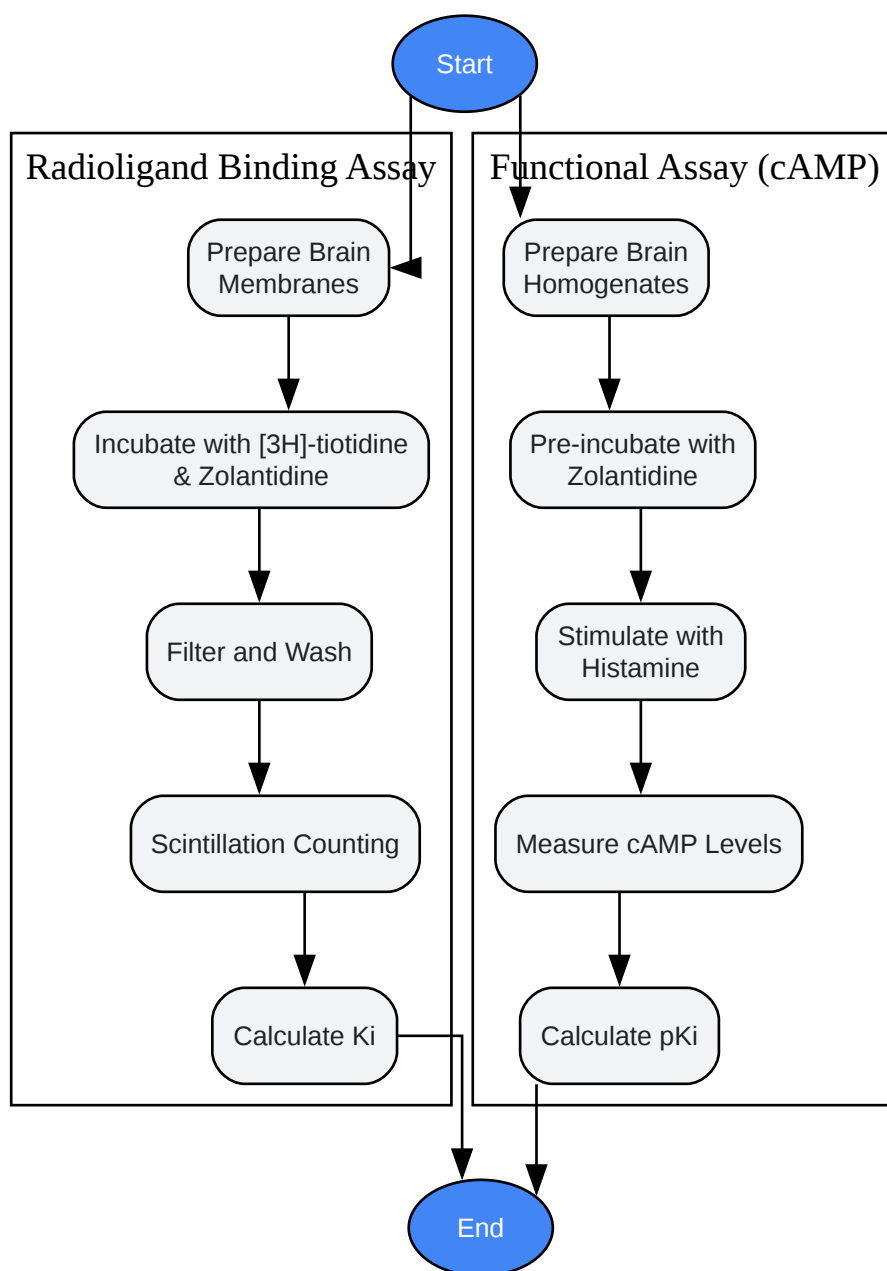 Start
Radioligand Binding Assay
Prepare Brain
Membranes
Incubate with [3H]-tiotidine
& Zolantidine
Filter and Wash
Scintillation Counting
Calculate Ki
Functional Assay (cAMP)
Prepare Brain
Homogenates
Pre-incubate with
Zolantidine
Stimulate with
Histamine
Measure cAMP Levels
Calculate pKi
End